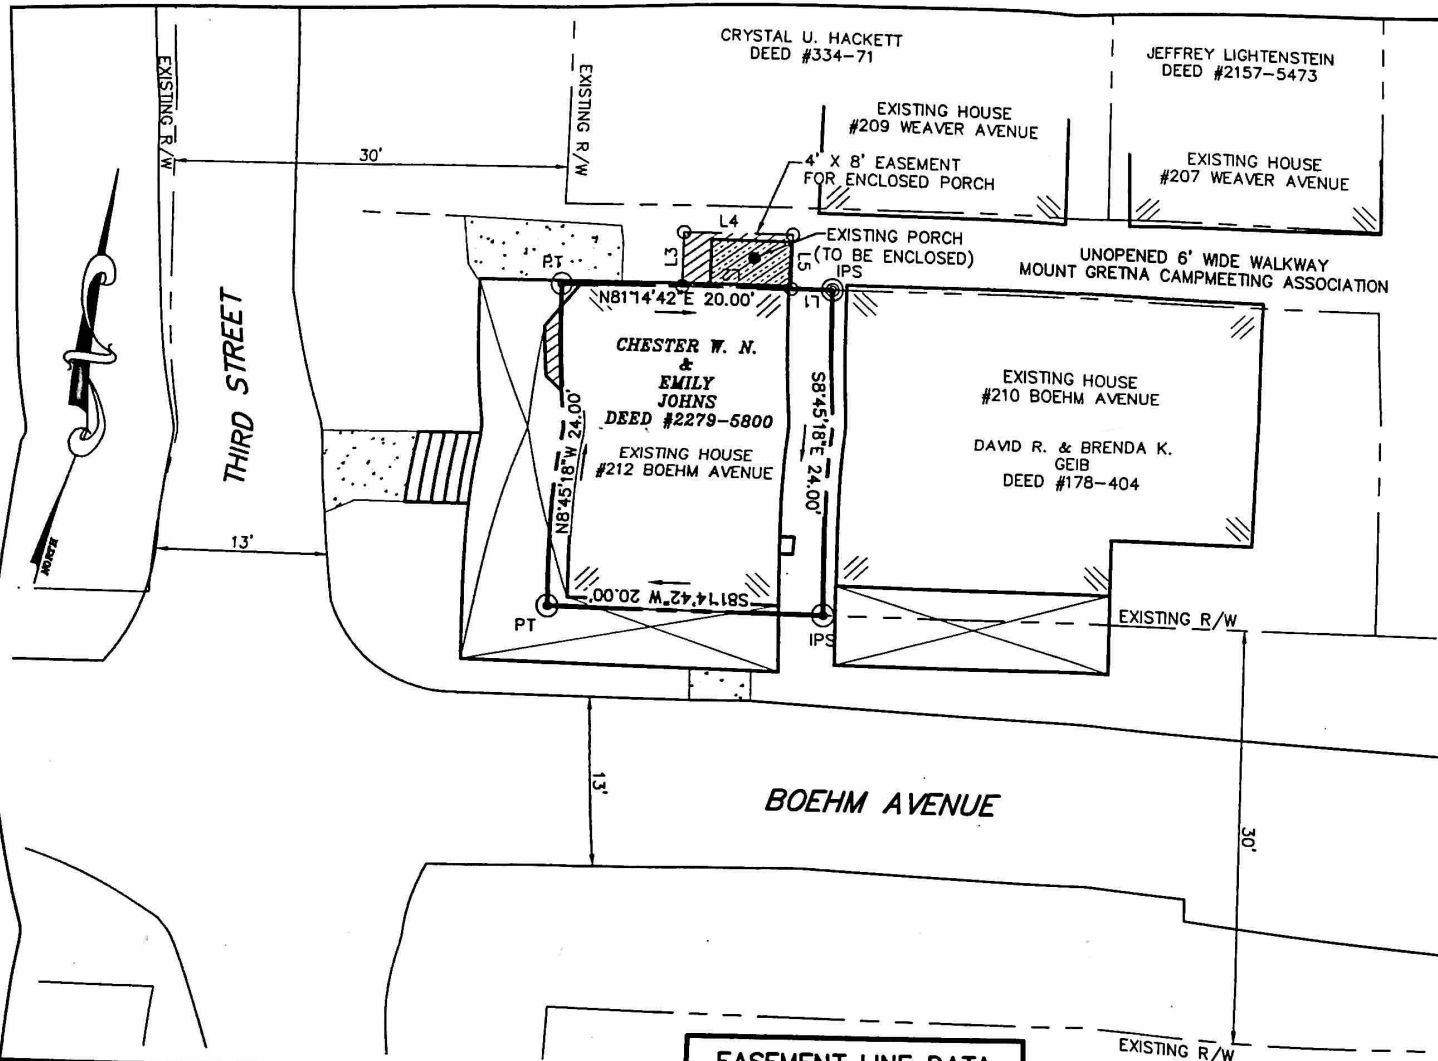 CRYSTAL U. HACKETT
DEED #334-71
JEFFREY LIGHTENSTEIN
DEED #2157-5473
EXISTING R/W
EXISTING R/W
30'
EXISTING HOUSE
#209 WEAVER AVENUE
EXISTING HOUSE
#207 WEAVER AVENUE
4' X 8' EASEMENT
FOR ENCLOSED PORCH
L4
L3
L2
L5
L1
EXISTING PORCH
(TO BE ENCLOSED)
UNOPENED 6' WIDE WALKWAY
MOUNT GRETNA CAMPMEETING ASSOCIATION
PT
IPS
N81°14'42"E 20.00'
THIRD STREET
CHESTER W. N.
&
EMILY
JOHNS
DEED #2279-5800
EXISTING HOUSE
#212 BOEHM AVENUE
N8°45'18"W 24.00'
S8°45'18"E 24.00'
EXISTING HOUSE
#210 BOEHM AVENUE
DAVID R. & BRENDA K.
GEIB
DEED #178-404
13'
S81°14'42"W 20.00'
PT
IPS
EXISTING R/W
13'
BOEHM AVENUE
30'
EASEMENT LINE DATA
EXISTING R/W